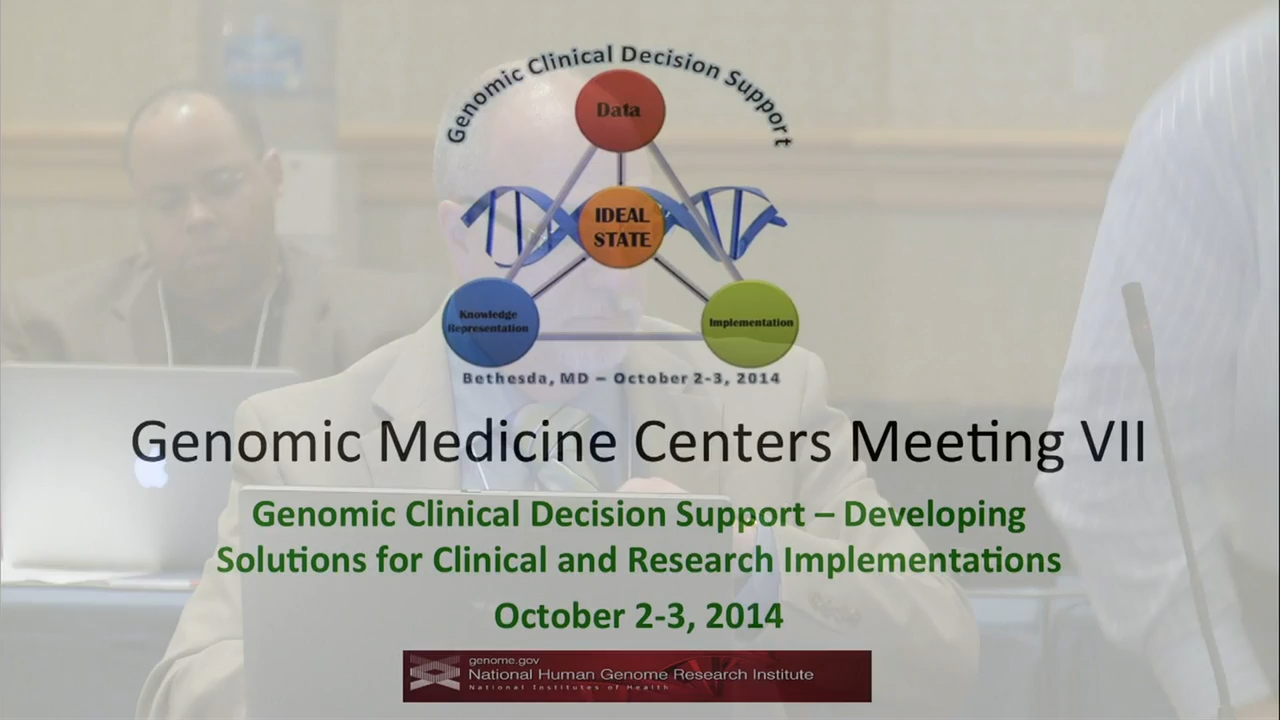 Genomic Clinical Decision Support
Data
IDEAL
STATE
Knowledge
Representation
Implementation
Bethesda, MD – October 2-3, 2014
Genomic Medicine Centers Meeting VII
Genomic Clinical Decision Support – Developing
Solutions for Clinical and Research Implementations
October 2-3, 2014
genome.gov
National Human Genome Research Institute
National Institutes of Health